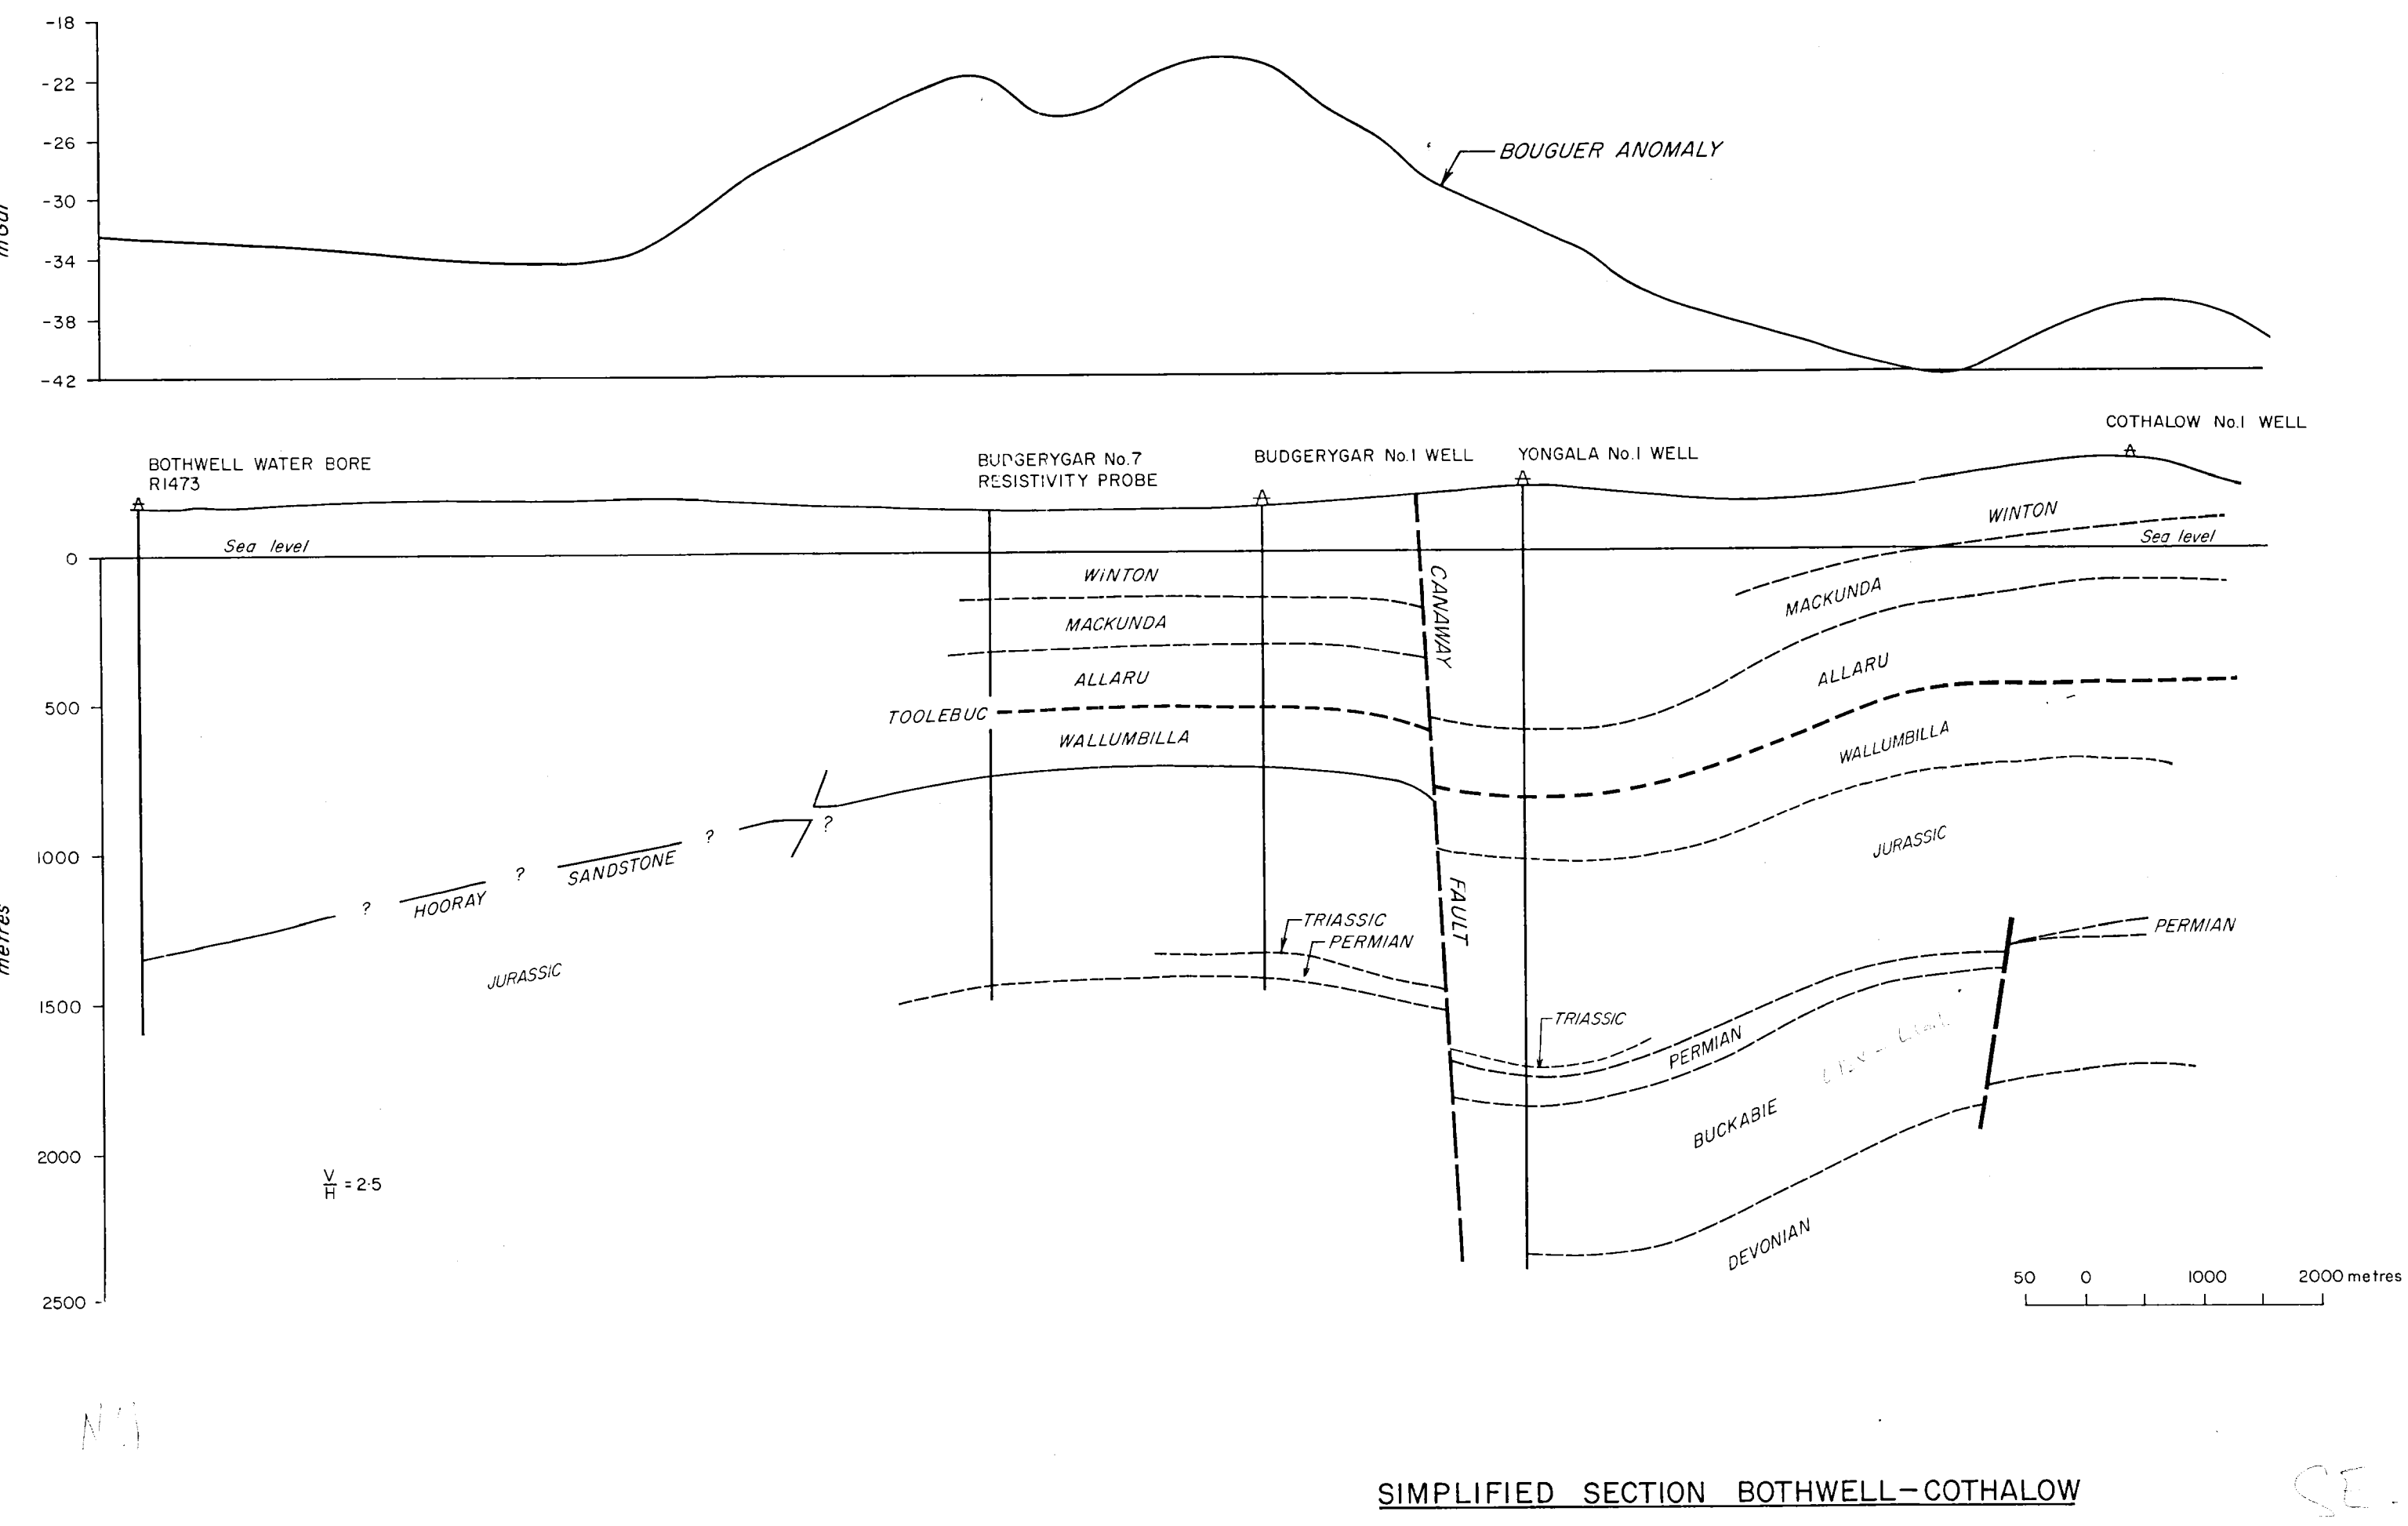 -18
-22
-26
-30
-34
-38
-42
mGal
BOUGUER ANOMALY
COTHALOW No.1 WELL
BOTHWELL WATER BORE
R1473
BUDGERYGAR No.7
RESISTIVITY PROBE
BUDGERYGAR No.1 WELL
YONGALA No.1 WELL
WINTON
Sea level
Sea level
0
WINTON
CANAWAY
MACKUNDA
MACKUNDA
ALLARU
ALLARU
500
TOOLEBUC
WALLUMBILLA
WALLUMBILLA
?
?
JURASSIC
1000
? SANDSTONE
? HOORAY
FAULT
TRIASSIC
PERMIAN
PERMIAN
metres
JURASSIC
1500
TRIASSIC
PERMIAN
BUCKABIE
2000
V/H = 2·5
DEVONIAN
50 0 1000 2000 metres
2500
SIMPLIFIED SECTION BOTHWELL–COTHALOW
SE